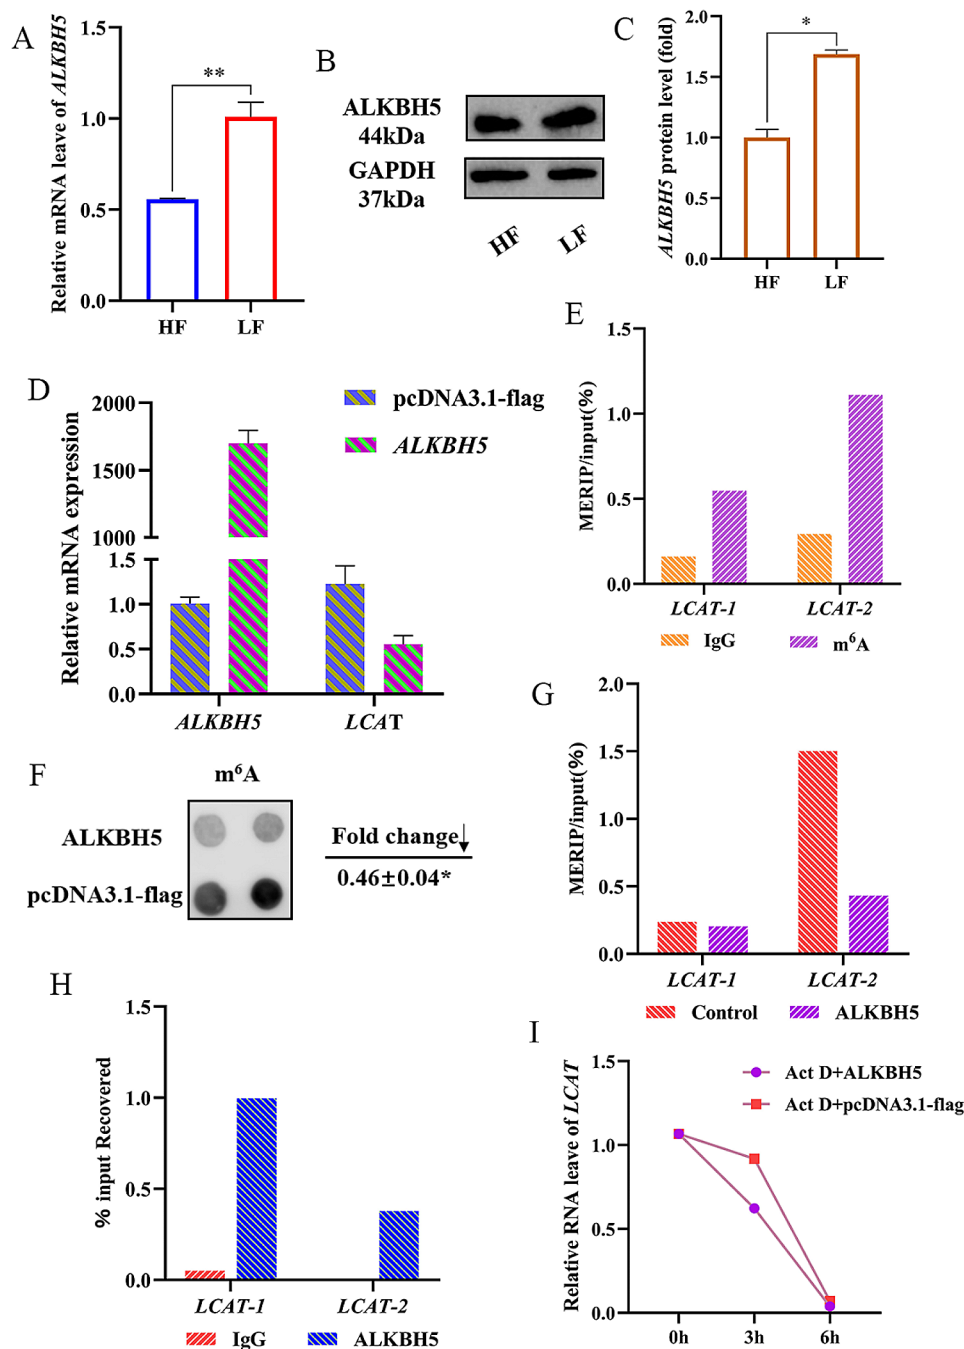 A
Relative mRNA leave of ALKBH5
1.5
1.0
0.5
0.0
**
HF
LF
B
ALKBH5
44kDa
GAPDH
37kDa
HF
LF
C
ALKBH5 protein level (fold)
2.0
1.5
1.0
0.5
0.0
*
HF
LF
D
Relative mRNA expression
2000
1500
1000
1.5
1.0
0.5
0.0
pcDNA3.1-flag
ALKBH5
ALKBH5
LCAT
E
MERIP/input(%)
1.5
1.0
0.5
0.0
LCAT-1
LCAT-2
IgG
m⁶A
F
m⁶A
ALKBH5
pcDNA3.1-flag
Fold change↓
0.46±0.04*
G
MERIP/input(%)
2.0
1.5
1.0
0.5
0.0
LCAT-1
LCAT-2
Control
ALKBH5
H
% input Recovered
1.5
1.0
0.5
0.0
LCAT-1
LCAT-2
IgG
ALKBH5
I
Relative RNA leave of LCAT
1.5
1.0
0.5
0.0
Act D+ALKBH5
Act D+pcDNA3.1-flag
0h
3h
6h